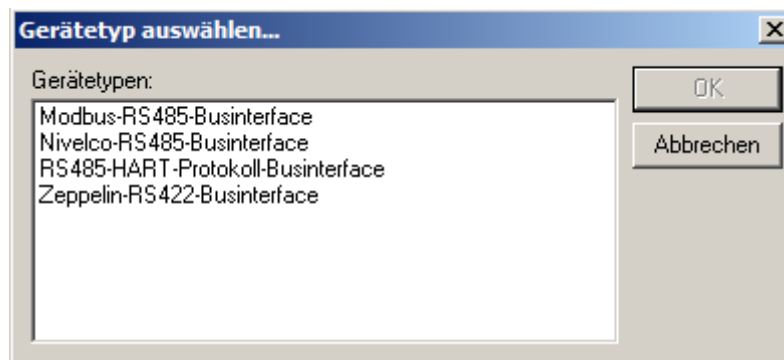 Gerätetyp auswählen...
Gerätetypen:
Modbus-RS485-Businterface
Nivelco-RS485-Businterface
RS485-HART-Protokoll-Businterface
Zeppelin-RS422-Businterface
OK
Abbrechen